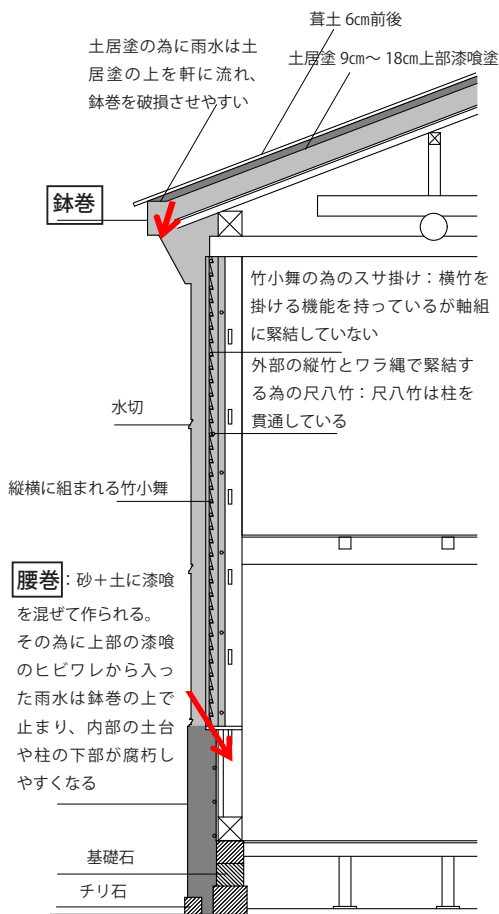 葺土 6㎝前後
土居塗の為に雨水は土
居塗の上を軒に流れ、
鉢巻を破損させやすい
土居塗 9㎝～ 18㎝上部漆喰塗
鉢巻
竹小舞の為のスサ掛け：横竹を
掛ける機能を持っているが軸組
に緊結していない
外部の縦竹とワラ縄で緊結す
る為の尺八竹：尺八竹は柱を
貫通している
水切
縦横に組まれる竹小舞
腰巻：砂＋土に漆喰
を混ぜて作られる。
その為に上部の漆喰
のヒビワレから入っ
た雨水は鉢巻の上で
止まり、内部の土台
や柱の下部が腐朽し
やすくなる
基礎石
チリ石